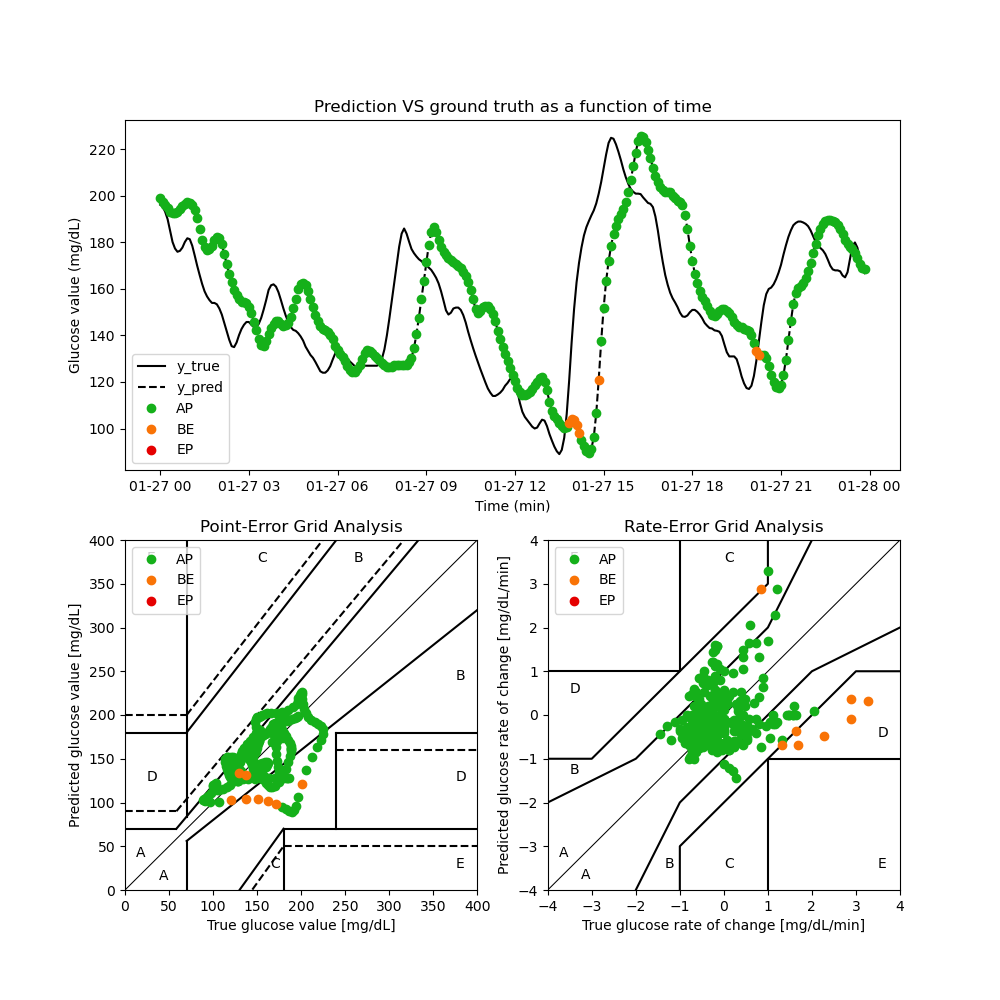 Prediction VS ground truth as a function of time
Glucose value (mg/dL)
220
200
180
160
140
120
100
y_true
y_pred
AP
BE
EP
01-27 00 01-27 03 01-27 06 01-27 09 01-27 12 01-27 15 01-27 18 01-27 21 01-28 00
Time (min)
Point-Error Grid Analysis
Predicted glucose value [mg/dL]
400
350
300
250
200
150
100
50
0
AP
BE
EP
C
B
B
D
D
A
A
C
E
0 50 100 150 200 250 300 350 400
True glucose value [mg/dL]
Rate-Error Grid Analysis
Predicted glucose rate of change [mg/dL/min]
4
3
2
1
0
−1
−2
−3
−4
AP
BE
EP
C
D
D
B
A
A
B
C
E
−4 −3 −2 −1 0 1 2 3 4
True glucose rate of change [mg/dL/min]